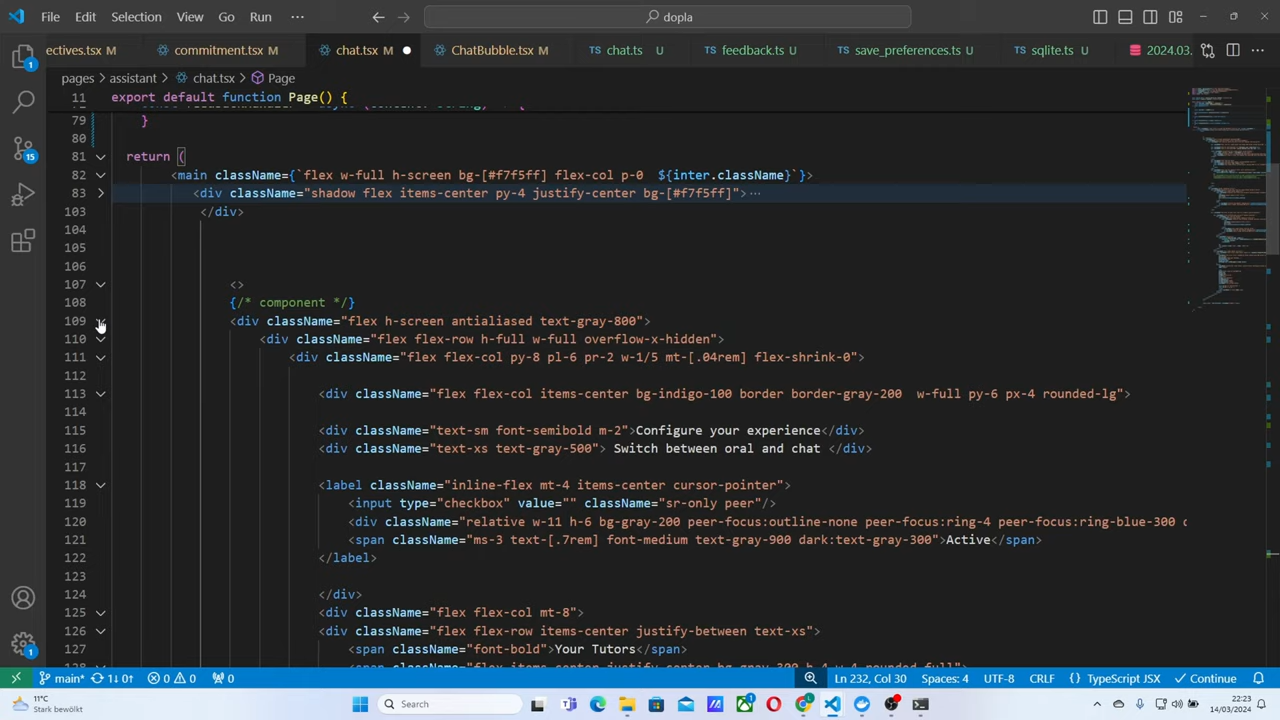 File Edit Selection View Go Run ··· dopla
ectives.tsx M commitment.tsx M chat.tsx M ChatBubble.tsx M TS chat.ts U TS feedback.ts U TS save_preferences.ts U TS sqlite.ts U 2024.03.
pages > assistant > chat.tsx > Page
11 export default function Page() {
79 }
80
81 return (
82 <main className={`flex w-full h-screen bg-[#f7f5ff] flex-col p-0 ${inter.className}`}>
83 <div className="shadow flex items-center py-4 justify-center bg-[#f7f5ff]">···
103 </div>
104
105
106
107 <>
108 {/* component */}
109 <div className="flex h-screen antialiased text-gray-800">
110 <div className="flex flex-row h-full w-full overflow-x-hidden">
111 <div className="flex flex-col py-8 pl-6 pr-2 w-1/5 mt-[.04rem] flex-shrink-0">
112
113 <div className="flex flex-col items-center bg-indigo-100 border border-gray-200 w-full py-6 px-4 rounded-lg">
114
115 <div className="text-sm font-semibold m-2">Configure your experience</div>
116 <div className="text-xs text-gray-500"> Switch between oral and chat </div>
117
118 <label className="inline-flex mt-4 items-center cursor-pointer">
119 <input type="checkbox" value="" className="sr-only peer"/>
120 <div className="relative w-11 h-6 bg-gray-200 peer-focus:outline-none peer-focus:ring-4 peer-focus:ring-blue-300
121 <span className="ms-3 text-[.7rem] font-medium text-gray-900 dark:text-gray-300">Active</span>
122 </label>
123
124 </div>
125 <div className="flex flex-col mt-8">
126 <div className="flex flex-row items-center justify-between text-xs">
127 <span className="font-bold">Your Tutors</span>
main* 1↓ 0↑ 0 0 0 Ln 232, Col 30 Spaces: 4 UTF-8 CRLF {} TypeScript JSX Continue
11°C
Stark bewölkt
Search
22:23
14/03/2024